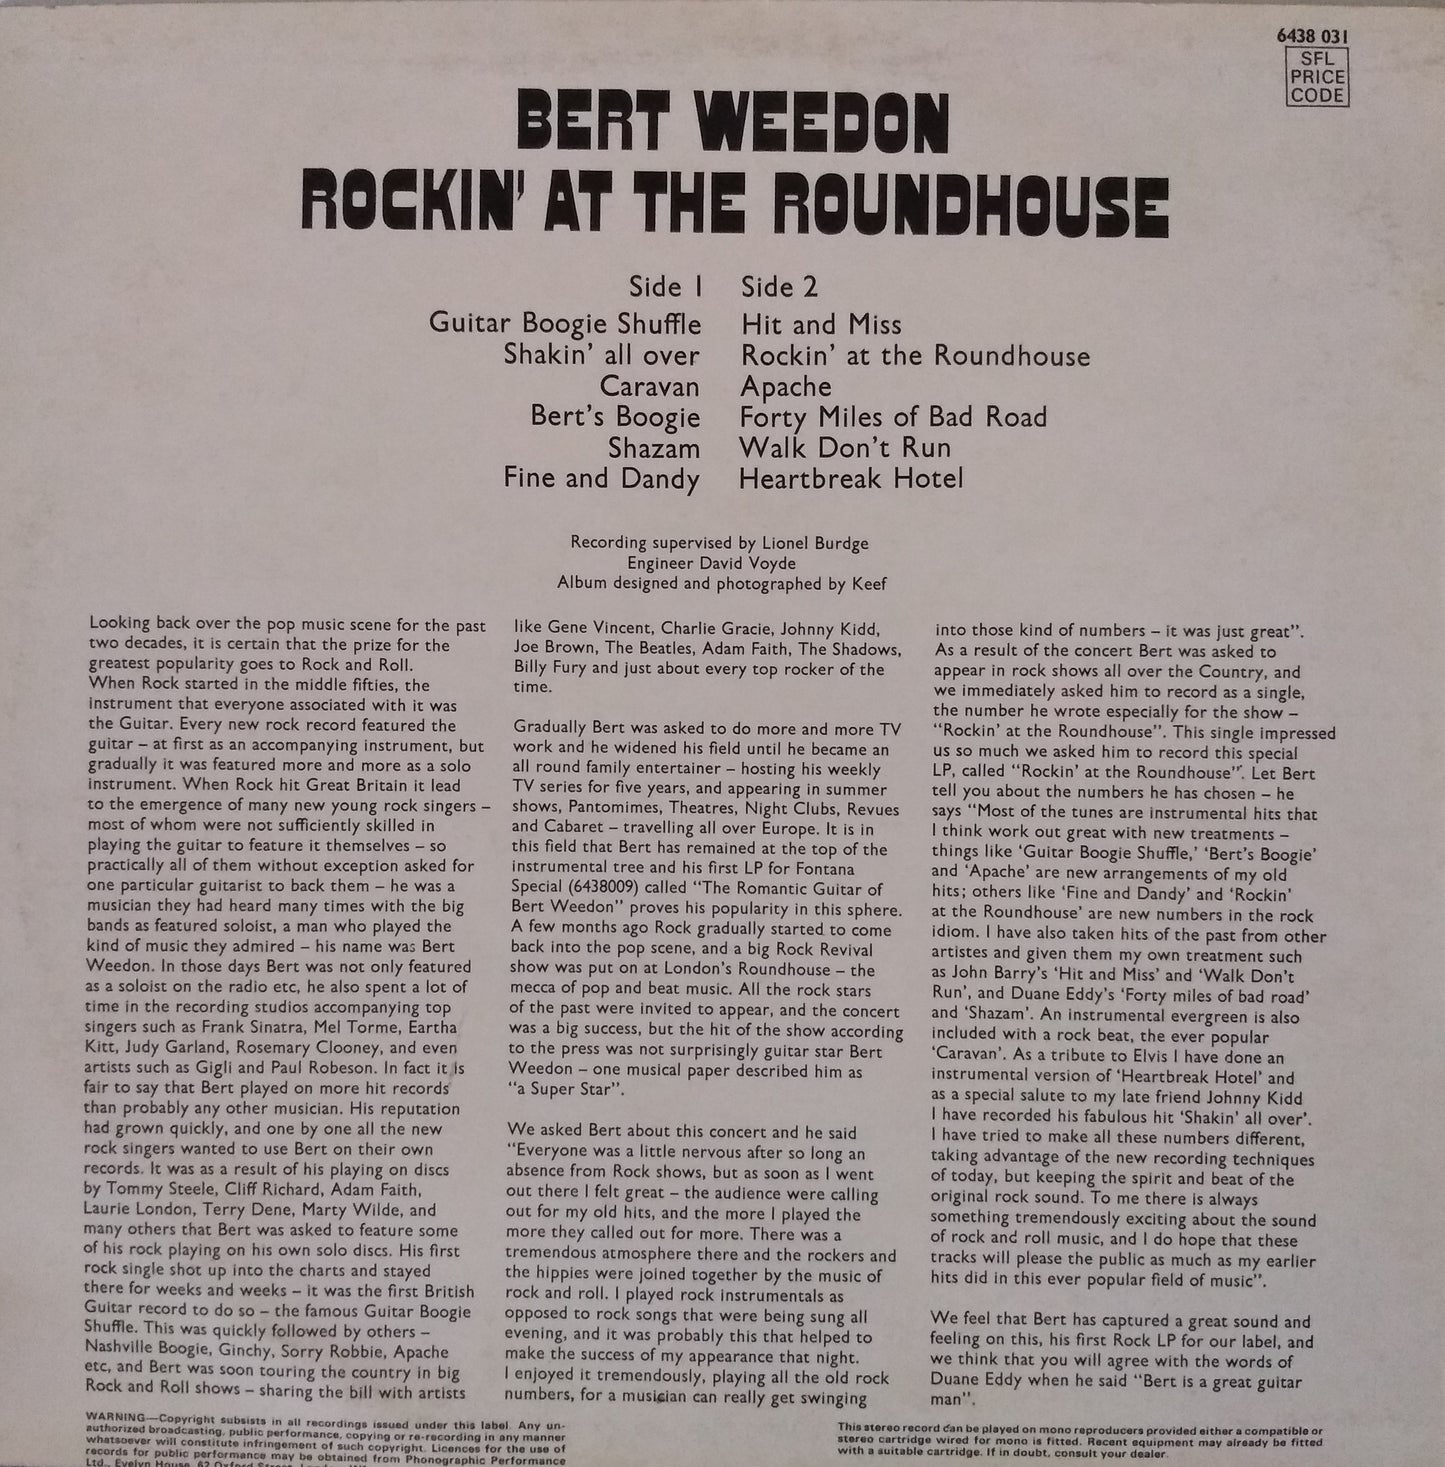 6438 031
SFL
PRICE
CODE
BERT WEEDON
ROCKIN' AT THE ROUNDHOUSE
Side 1
Guitar Boogie Shuffle
Shakin' all over
Caravan
Bert's Boogie
Shazam
Fine and Dandy
Side 2
Hit and Miss
Rockin' at the Roundhouse
Apache
Forty Miles of Bad Road
Walk Don't Run
Heartbreak Hotel
Recording supervised by Lionel Burdge
Engineer David Voyde
Album designed and photographed by Keef
Looking back over the pop music scene for the past
two decades, it is certain that the prize for the
greatest popularity goes to Rock and Roll.
When Rock started in the middle fifties, the
instrument that everyone associated with it was
the Guitar. Every new rock record featured the
guitar – at first as an accompanying instrument, but
gradually it was featured more and more as a solo
instrument. When Rock hit Great Britain it lead
to the emergence of many new young rock singers –
most of whom were not sufficiently skilled in
playing the guitar to feature it themselves – so
practically all of them without exception asked for
one particular guitarist to back them – he was a
musician they had heard many times with the big
bands as featured soloist, a man who played the
kind of music they admired – his name was Bert
Weedon. In those days Bert was not only featured
as a soloist on the radio etc, he also spent a lot of
time in the recording studios accompanying top
singers such as Frank Sinatra, Mel Torme, Eartha
Kitt, Judy Garland, Rosemary Clooney, and even
artists such as Gigli and Paul Robeson. In fact it is
fair to say that Bert played on more hit records
than probably any other musician. His reputation
had grown quickly, and one by one all the new
rock singers wanted to use Bert on their own
records. It was as a result of his playing on discs
by Tommy Steele, Cliff Richard, Adam Faith,
Laurie London, Terry Dene, Marty Wilde, and
many others that Bert was asked to feature some
of his rock playing on his own solo discs. His first
rock single shot up into the charts and stayed
there for weeks and weeks – it was the first British
Guitar record to do so – the famous Guitar Boogie
Shuffle. This was quickly followed by others –
Nashville Boogie, Ginchy, Sorry Robbie, Apache
etc, and Bert was soon touring the country in big
Rock and Roll shows – sharing the bill with artists
like Gene Vincent, Charlie Gracie, Johnny Kidd,
Joe Brown, The Beatles, Adam Faith, The Shadows,
Billy Fury and just about every top rocker of the
time.
Gradually Bert was asked to do more and more TV
work and he widened his field until he became an
all round family entertainer – hosting his weekly
TV series for five years, and appearing in summer
shows, Pantomimes, Theatres, Night Clubs, Revues
and Cabaret – travelling all over Europe. It is in
this field that Bert has remained at the top of the
instrumental tree and his first LP for Fontana
Special (6438009) called "The Romantic Guitar of
Bert Weedon" proves his popularity in this sphere.
A few months ago Rock gradually started to come
back into the pop scene, and a big Rock Revival
show was put on at London's Roundhouse – the
mecca of pop and beat music. All the rock stars
of the past were invited to appear, and the concert
was a big success, but the hit of the show according
to the press was not surprisingly guitar star Bert
Weedon – one musical paper described him as
"a Super Star".
We asked Bert about this concert and he said
"Everyone was a little nervous after so long an
absence from Rock shows, but as soon as I went
out there I felt great – the audience were calling
out for my old hits, and the more I played the
more they called out for more. There was a
tremendous atmosphere there and the rockers and
the hippies were joined together by the music of
rock and roll. I played rock instrumentals as
opposed to rock songs that were being sung all
evening, and it was probably this that helped to
make the success of my appearance that night.
I enjoyed it tremendously, playing all the old rock
numbers, for a musician can really get swinging
into those kind of numbers – it was just great".
As a result of the concert Bert was asked to
appear in rock shows all over the Country, and
we immediately asked him to record as a single,
the number he wrote especially for the show –
"Rockin' at the Roundhouse". This single impressed
us so much we asked him to record this special
LP, called "Rockin' at the Roundhouse". Let Bert
tell you about the numbers he has chosen – he
says "Most of the tunes are instrumental hits that
I think work out great with new treatments –
things like 'Guitar Boogie Shuffle,' 'Bert's Boogie'
and 'Apache' are new arrangements of my old
hits; others like 'Fine and Dandy' and 'Rockin'
at the Roundhouse' are new numbers in the rock
idiom. I have also taken hits of the past from other
artistes and given them my own treatment such
as John Barry's 'Hit and Miss' and 'Walk Don't
Run', and Duane Eddy's 'Forty miles of bad road'
and 'Shazam'. An instrumental evergreen is also
included with a rock beat, the ever popular
'Caravan'. As a tribute to Elvis I have done an
instrumental version of 'Heartbreak Hotel' and
as a special salute to my late friend Johnny Kidd
I have recorded his fabulous hit 'Shakin' all over'.
I have tried to make all these numbers different,
taking advantage of the new recording techniques
of today, but keeping the spirit and beat of the
original rock sound. To me there is always
something tremendously exciting about the sound
of rock and roll music, and I do hope that these
tracks will please the public as much as my earlier
hits did in this ever popular field of music".
We feel that Bert has captured a great sound and
feeling on this, his first Rock LP for our label, and
we think that you will agree with the words of
Duane Eddy when he said "Bert is a great guitar
man".
WARNING—Copyright subsists in all recordings issued under this label. Any un-
authorized broadcasting, public performance, copying or re-recording in any manner
whatsoever will constitute infringement of such copyright. Licences for the use of
records for public performance may be obtained from Phonographic Performance
Ltd., Evelyn House, 62 Oxford
This stereo record can be played on mono reproducers provided either a compatible or
stereo cartridge wired for mono is fitted. Recent equipment may already be fitted
with a suitable cartridge. If in doubt, consult your dealer.